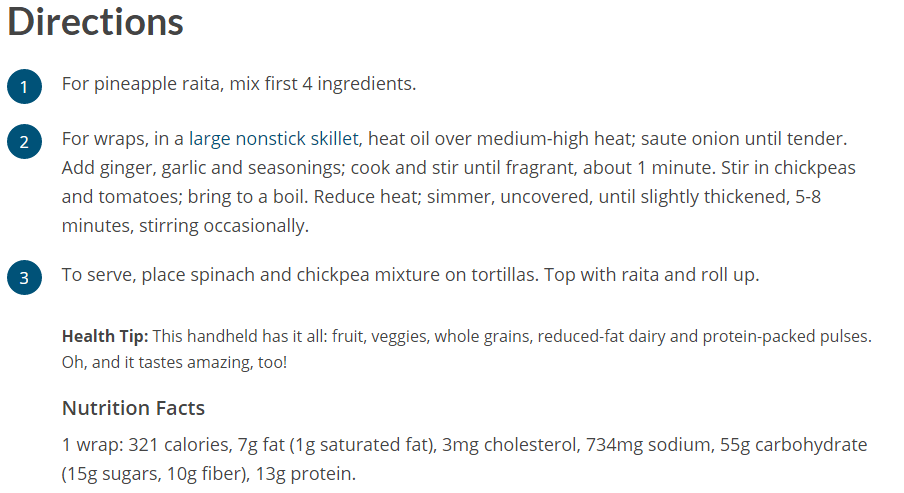 Directions
1 For pineapple raita, mix first 4 ingredients.
2 For wraps, in a large nonstick skillet, heat oil over medium-high heat; saute onion until tender.
Add ginger, garlic and seasonings; cook and stir until fragrant, about 1 minute. Stir in chickpeas
and tomatoes; bring to a boil. Reduce heat; simmer, uncovered, until slightly thickened, 5-8
minutes, stirring occasionally.
3 To serve, place spinach and chickpea mixture on tortillas. Top with raita and roll up.
Health Tip: This handheld has it all: fruit, veggies, whole grains, reduced-fat dairy and protein-packed pulses.
Oh, and it tastes amazing, too!
Nutrition Facts
1 wrap: 321 calories, 7g fat (1g saturated fat), 3mg cholesterol, 734mg sodium, 55g carbohydrate
(15g sugars, 10g fiber), 13g protein.